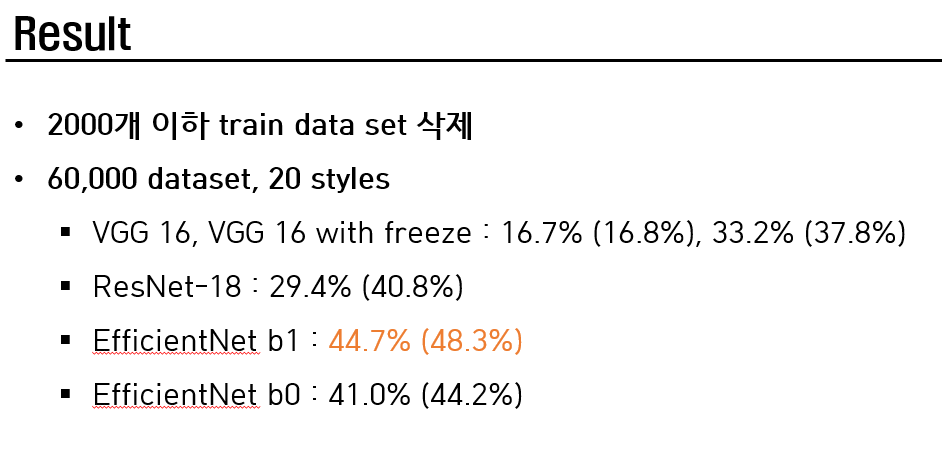 Result
• 2000개 이하 train data set 삭제
• 60,000 dataset, 20 styles
▪ VGG 16, VGG 16 with freeze : 16.7% (16.8%), 33.2% (37.8%)
▪ ResNet-18 : 29.4% (40.8%)
▪ EfficientNet b1 : 44.7% (48.3%)
▪ EfficientNet b0 : 41.0% (44.2%)